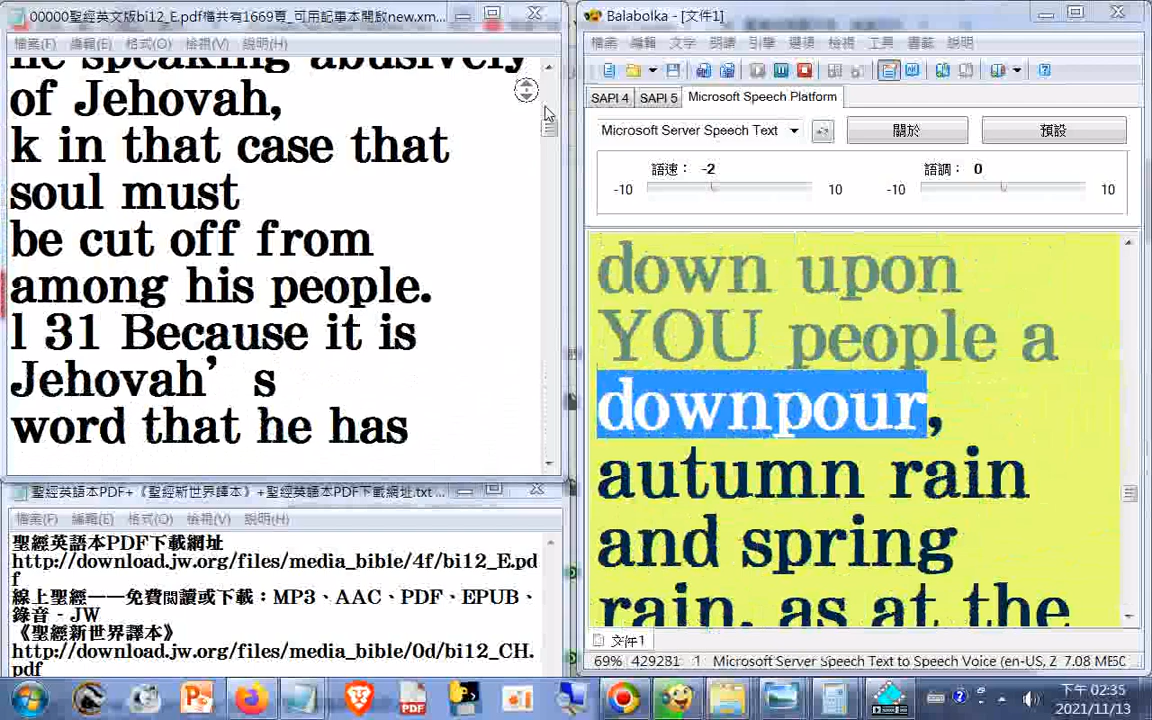 00000聖經英文版bi12_E.pdf檔共有1669頁_可用記事本開啟new.xm...
檔案(F) 編輯(E) 格式(O) 檢視(V) 說明(H)
he speaking abusively
of Jehovah,
k in that case that
soul must
be cut off from
among his people.
l 31 Because it is
Jehovah’s
word that he has
聖經英語本PDF+《聖經新世界譯本》+聖經英語本PDF下載網址.txt ...
檔案(F) 編輯(E) 格式(O) 檢視(V) 說明(H)
聖經英語本PDF下載網址
http://download.jw.org/files/media_bible/4f/bi12_E.pd
f
線上聖經——免費閱讀或下載：MP3、AAC、PDF、EPUB、
錄音 - JW
《聖經新世界譯本》
http://download.jw.org/files/media_bible/0d/bi12_CH.
pdf
Balabolka - [文件1]
檔案 編輯 文字 朗讀 引擎 選項 檢視 工具 書籤 說明
SAPI 4 SAPI 5 Microsoft Speech Platform
Microsoft Server Speech Text 關於 預設
語速： -2 語調： 0
-10 10 -10 10
down upon
YOU people a
downpour,
autumn rain
and spring
rain, as at the
文件1
69% 429281 : 1 Microsoft Server Speech Text to Speech Voice (en-US, Z 7.08 MB
下午 02:35
2021/11/13